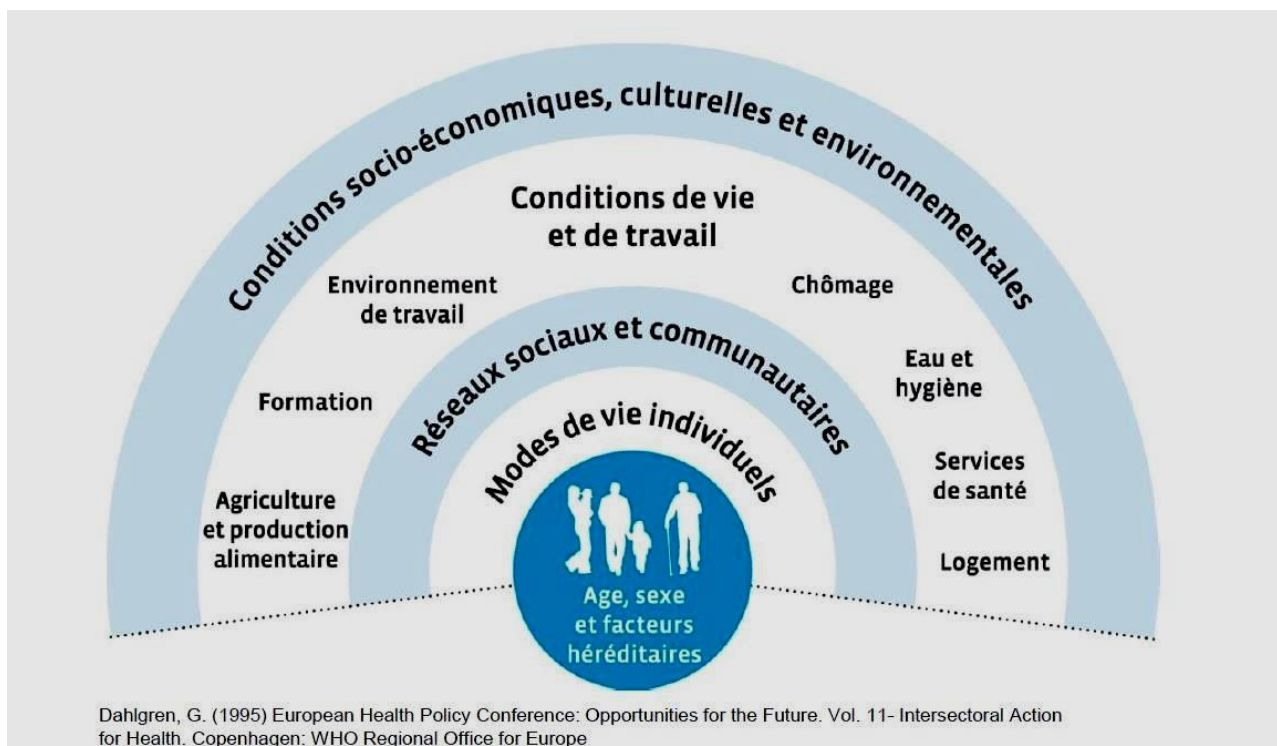 Conditions socio-économiques, culturelles et environnementales
Conditions de vie
et de travail
Environnement
de travail
Chômage
Réseaux sociaux et communautaires
Eau et
hygiène
Formation
Modes de vie individuels
Services
de santé
Agriculture
et production
alimentaire
Logement
Age, sexe
et facteurs
héréditaires
Dahlgren, G. (1995) European Health Policy Conference: Opportunities for the Future. Vol. 11- Intersectoral Action
for Health. Copenhagen: WHO Regional Office for Europe